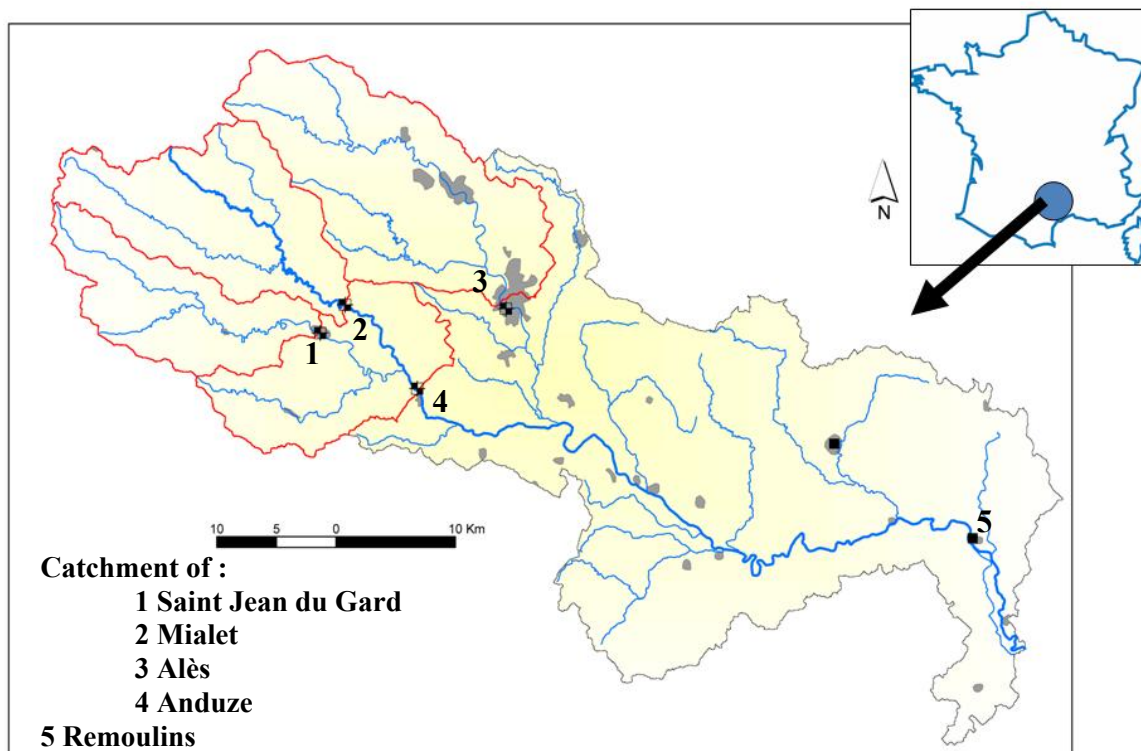 N
3
2
1
4
5
10 5 0 10 Km
Catchment of :
1 Saint Jean du Gard
2 Mialet
3 Alès
4 Anduze
5 Remoulins